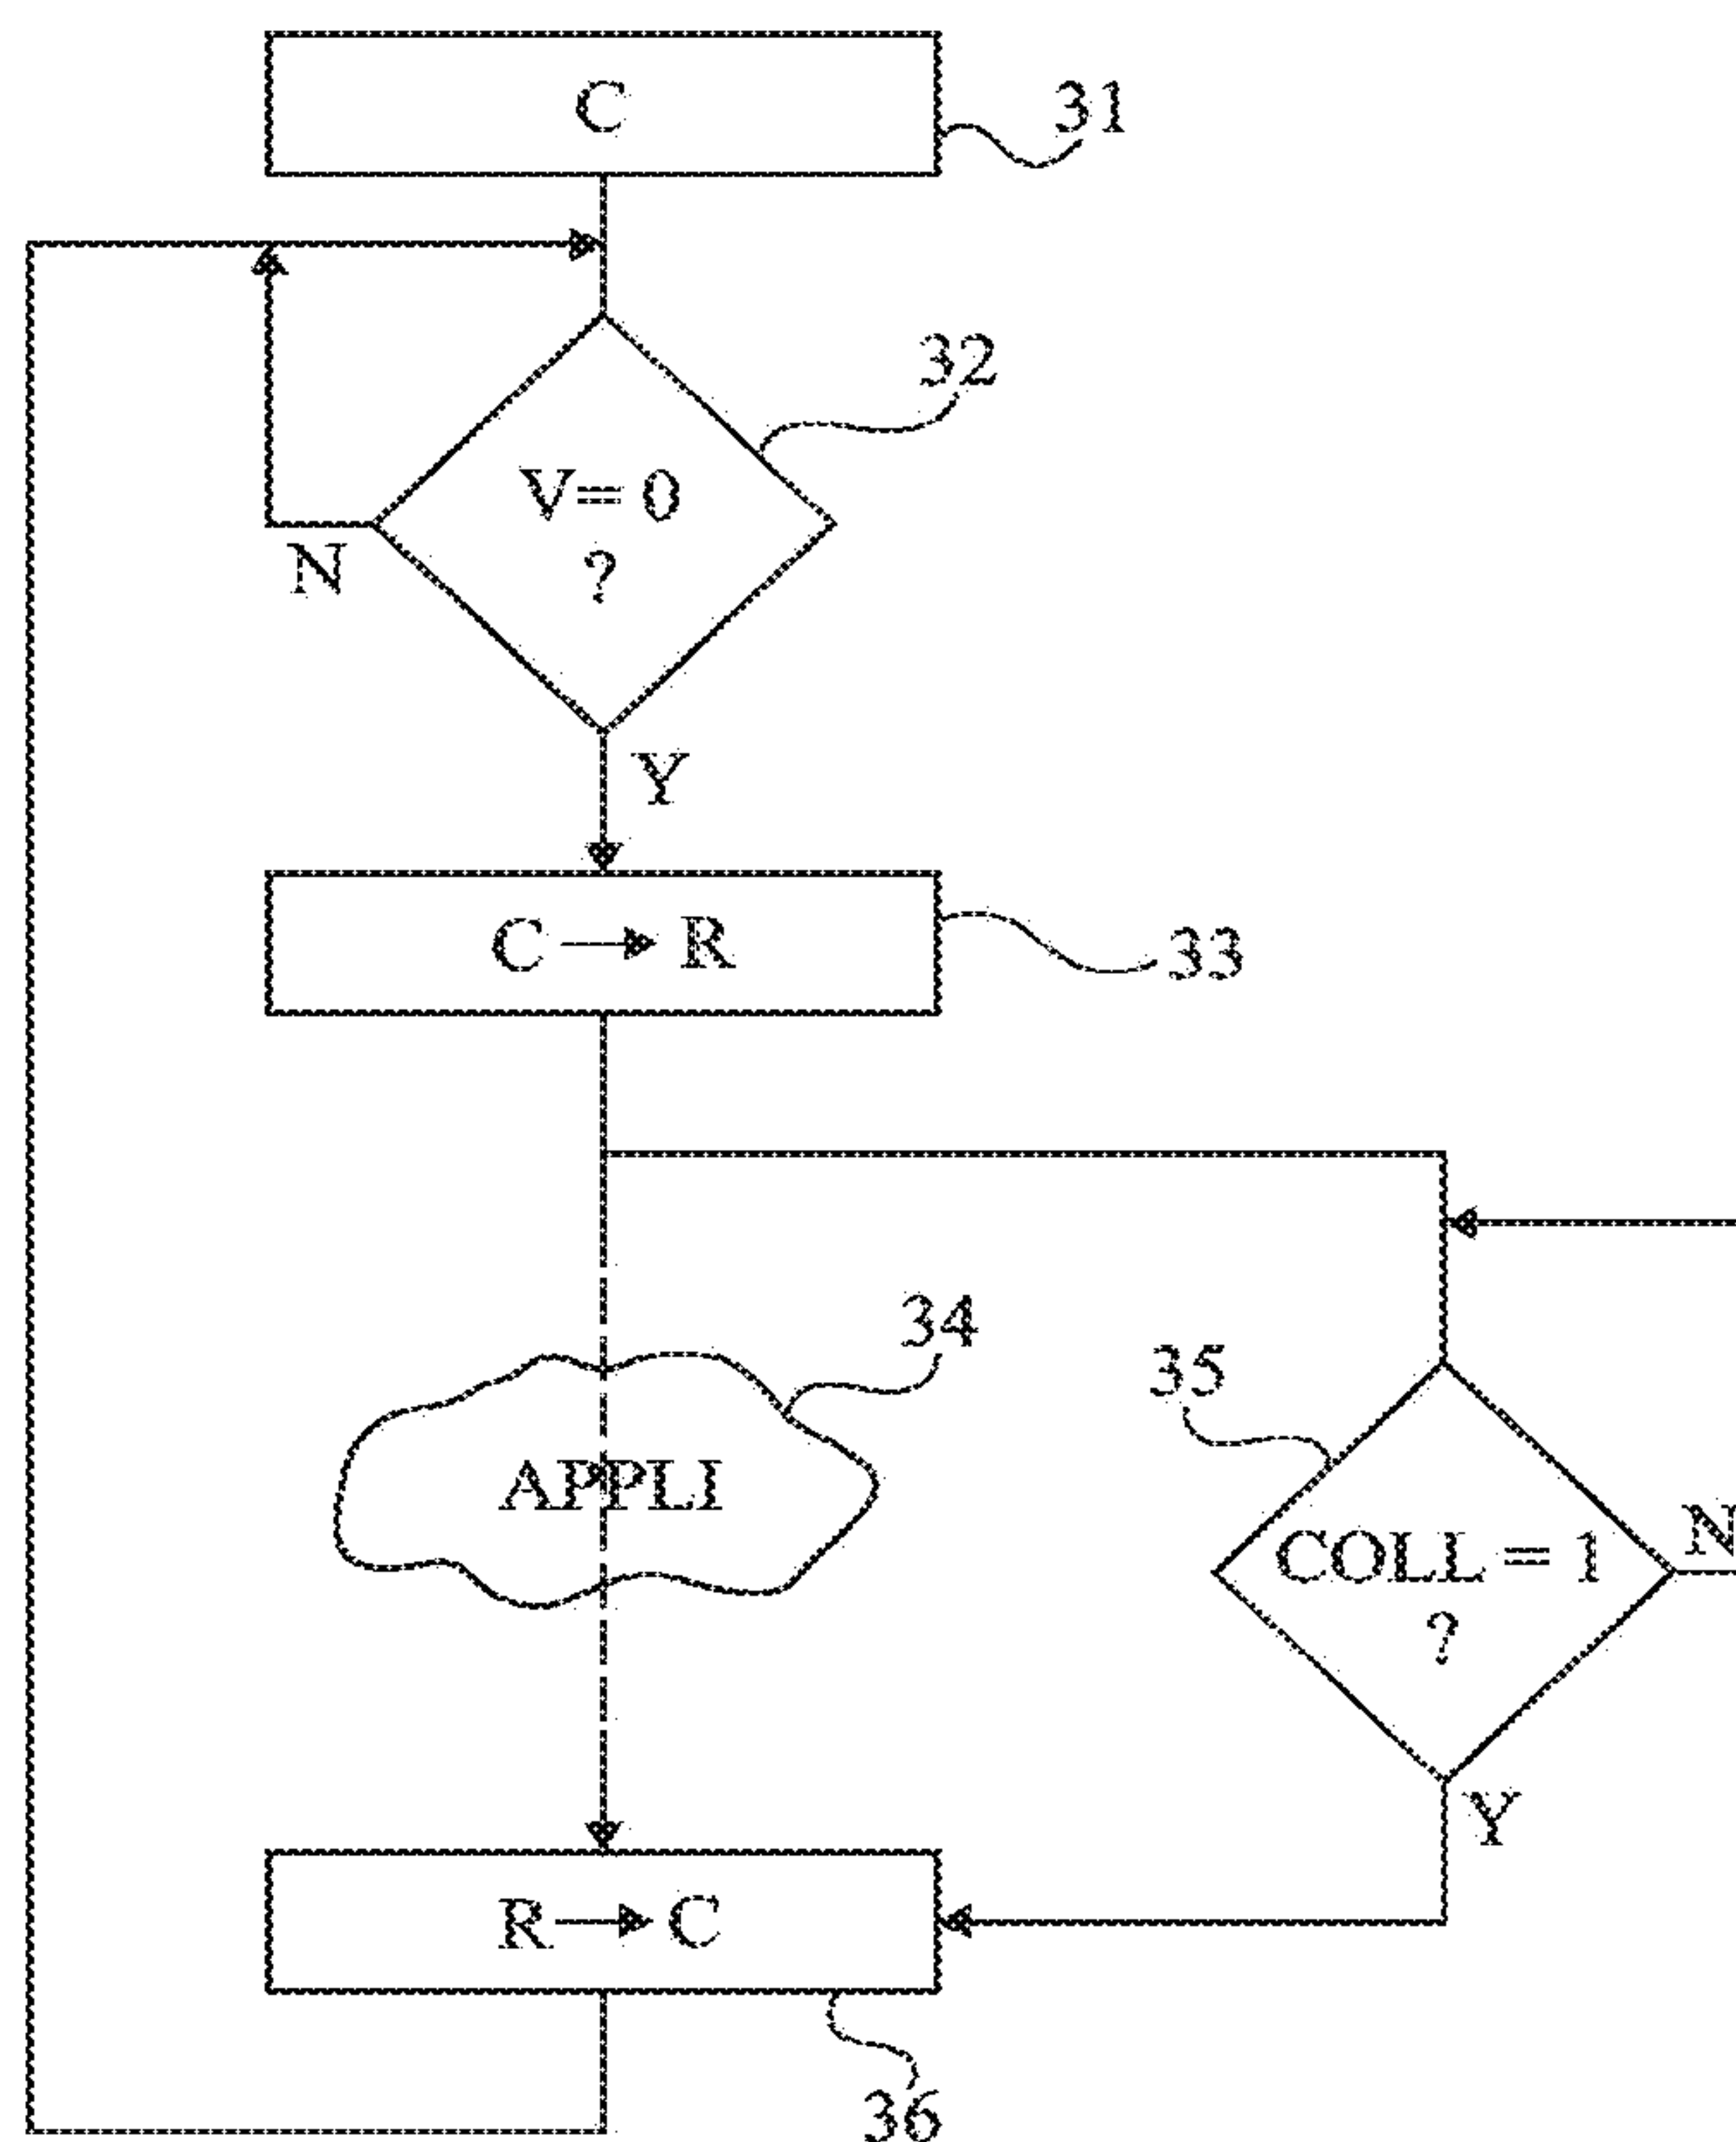 C
31
32
V= 0
?
N
Y
C → R
33
34
35
APPLI
COLL = 1
?
N
Y
R → C
36